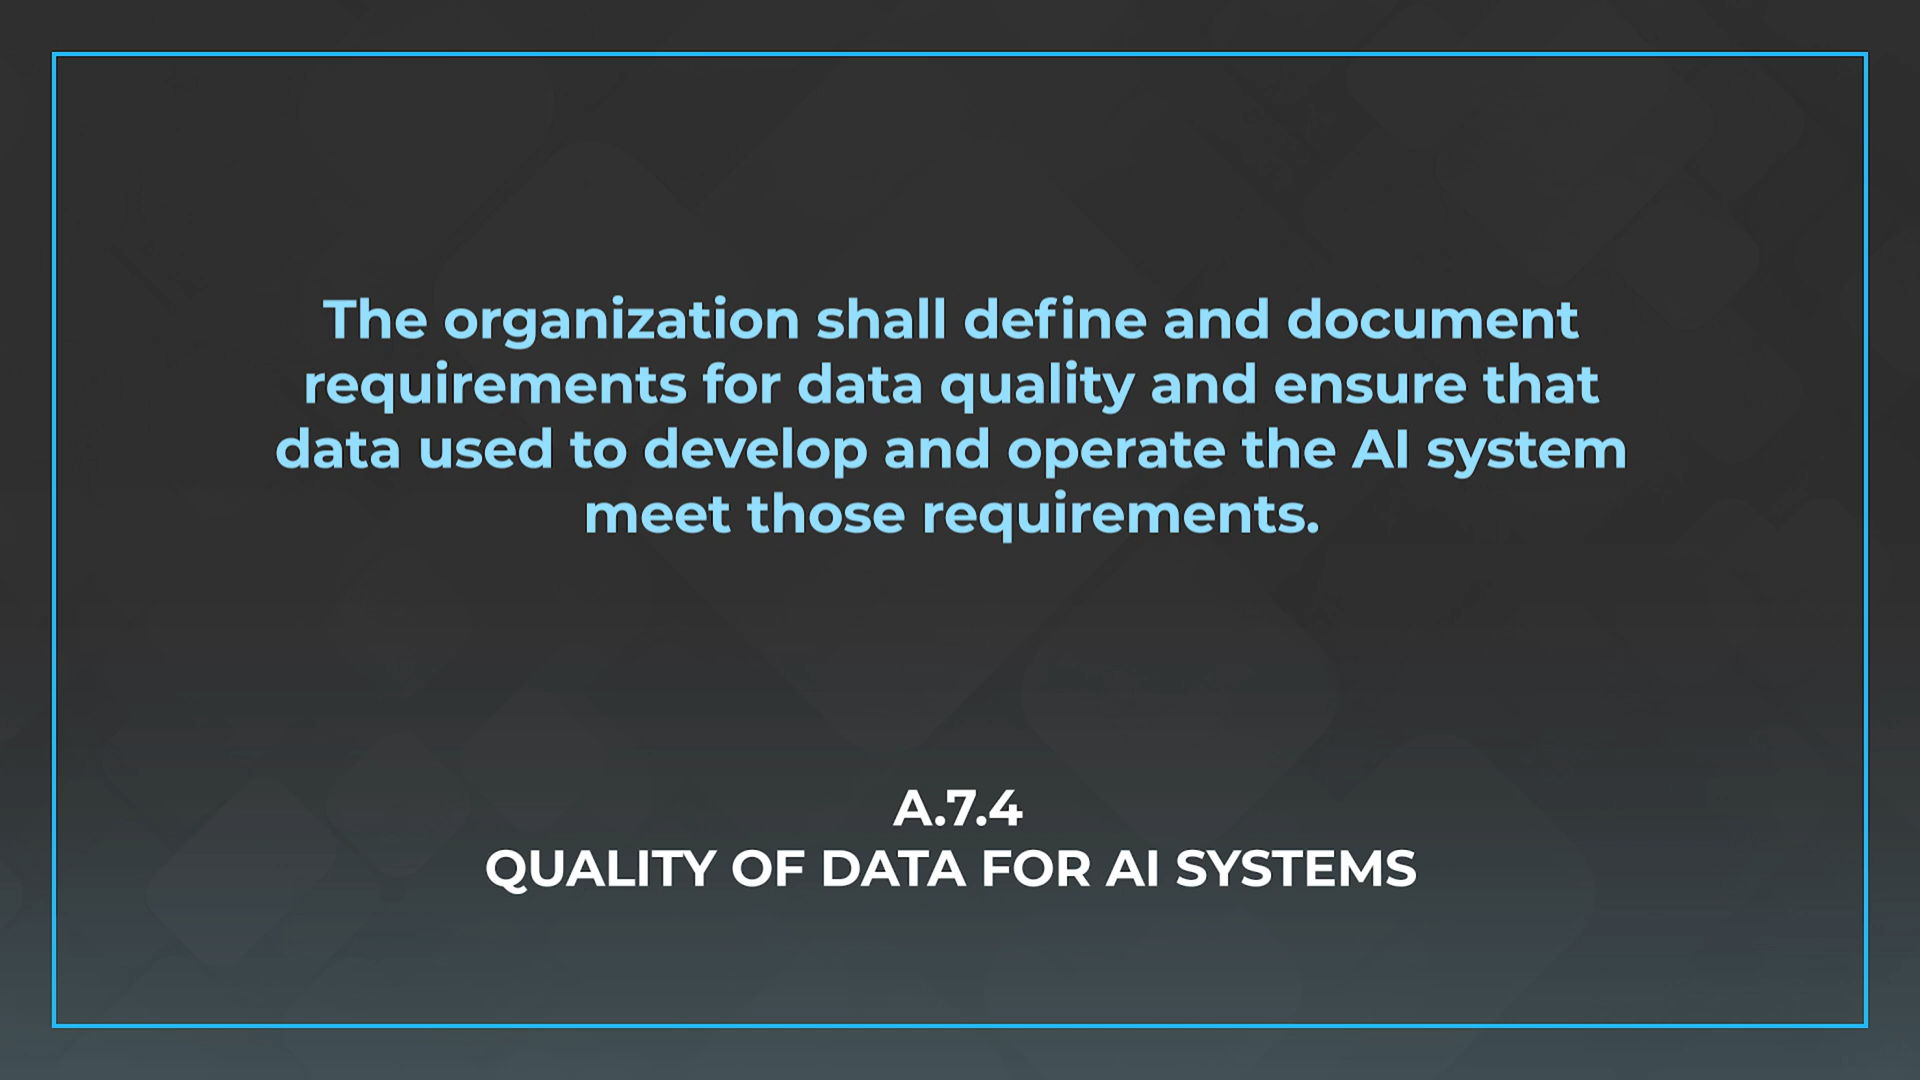 The organization shall define and document
requirements for data quality and ensure that
data used to develop and operate the AI system
meet those requirements.
A.7.4
QUALITY OF DATA FOR AI SYSTEMS